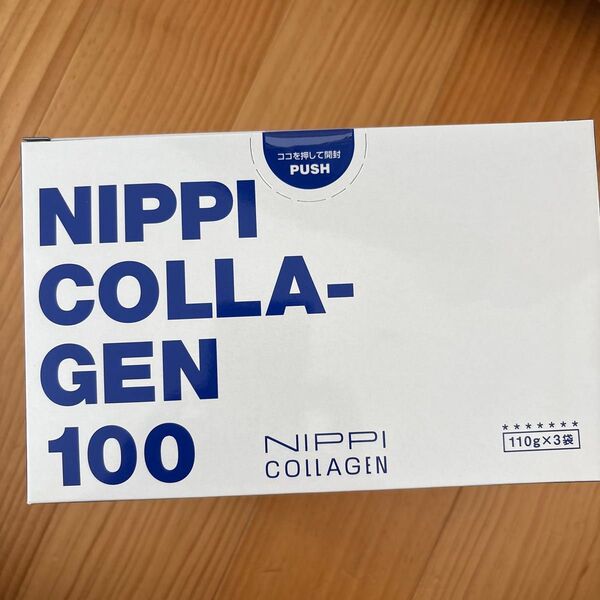 ココを押して開封
PUSH
NIPPI
COLLA-
GEN
100
NIPPI
COLLAGEN
*******
110g×3袋